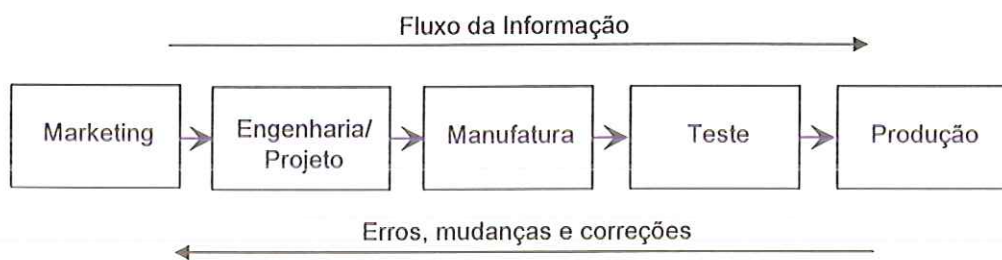 Fluxo da Informação
Marketing
Engenharia/
Projeto
Manufatura
Teste
Produção
Erros, mudanças e correções